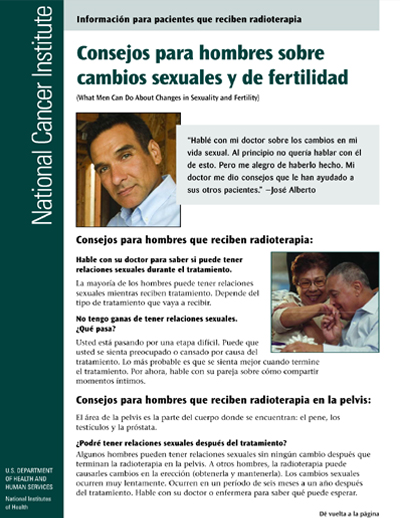 National Cancer Institute
Información para pacientes que reciben radioterapia
Consejos para hombres sobre
cambios sexuales y de fertilidad
(What Men Can Do About Changes in Sexuality and Fertility)
"Hablé con mi doctor sobre los cambios en mi
vida sexual. Al principio no quería hablar con él
de esto. Pero me alegro de haberlo hecho. Mi
doctor me dio consejos que le han ayudado a
sus otros pacientes." –José Alberto
Consejos para hombres que reciben radioterapia:
Hable con su doctor para saber si puede tener
relaciones sexuales durante el tratamiento.
La mayoría de los hombres puede tener relaciones
sexuales mientras reciben tratamiento. Depende del
tipo de tratamiento que vaya a recibir.
No tengo ganas de tener relaciones sexuales.
¿Qué pasa?
Usted está pasando por una etapa difícil. Puede que
usted se sienta preocupado o cansado por causa del
tratamiento. Lo más probable es que se sienta mejor cuando termine
el tratamiento. Por ahora, hable con su pareja sobre cómo compartir
momentos íntimos.
Consejos para hombres que reciben radioterapia en la pelvis:
El área de la pelvis es la parte del cuerpo donde se encuentran: el pene, los
testículos y la próstata.
¿Podré tener relaciones sexuales después del tratamiento?
Algunos hombres pueden tener relaciones sexuales sin ningún cambio después que
terminan la radioterapia en la pelvis. A otros hombres, la radioterapia puede
causarles cambios en la erección (obtenerla y mantenerla). Los cambios sexuales
ocurren muy lentamente. Ocurren en un período de seis meses a un año después
del tratamiento. Hable con su doctor o enfermera para saber qué puede esperar.
U.S. DEPARTMENT
OF HEALTH AND
HUMAN SERVICES
National Institutes
of Health
Dé vuelta a la página